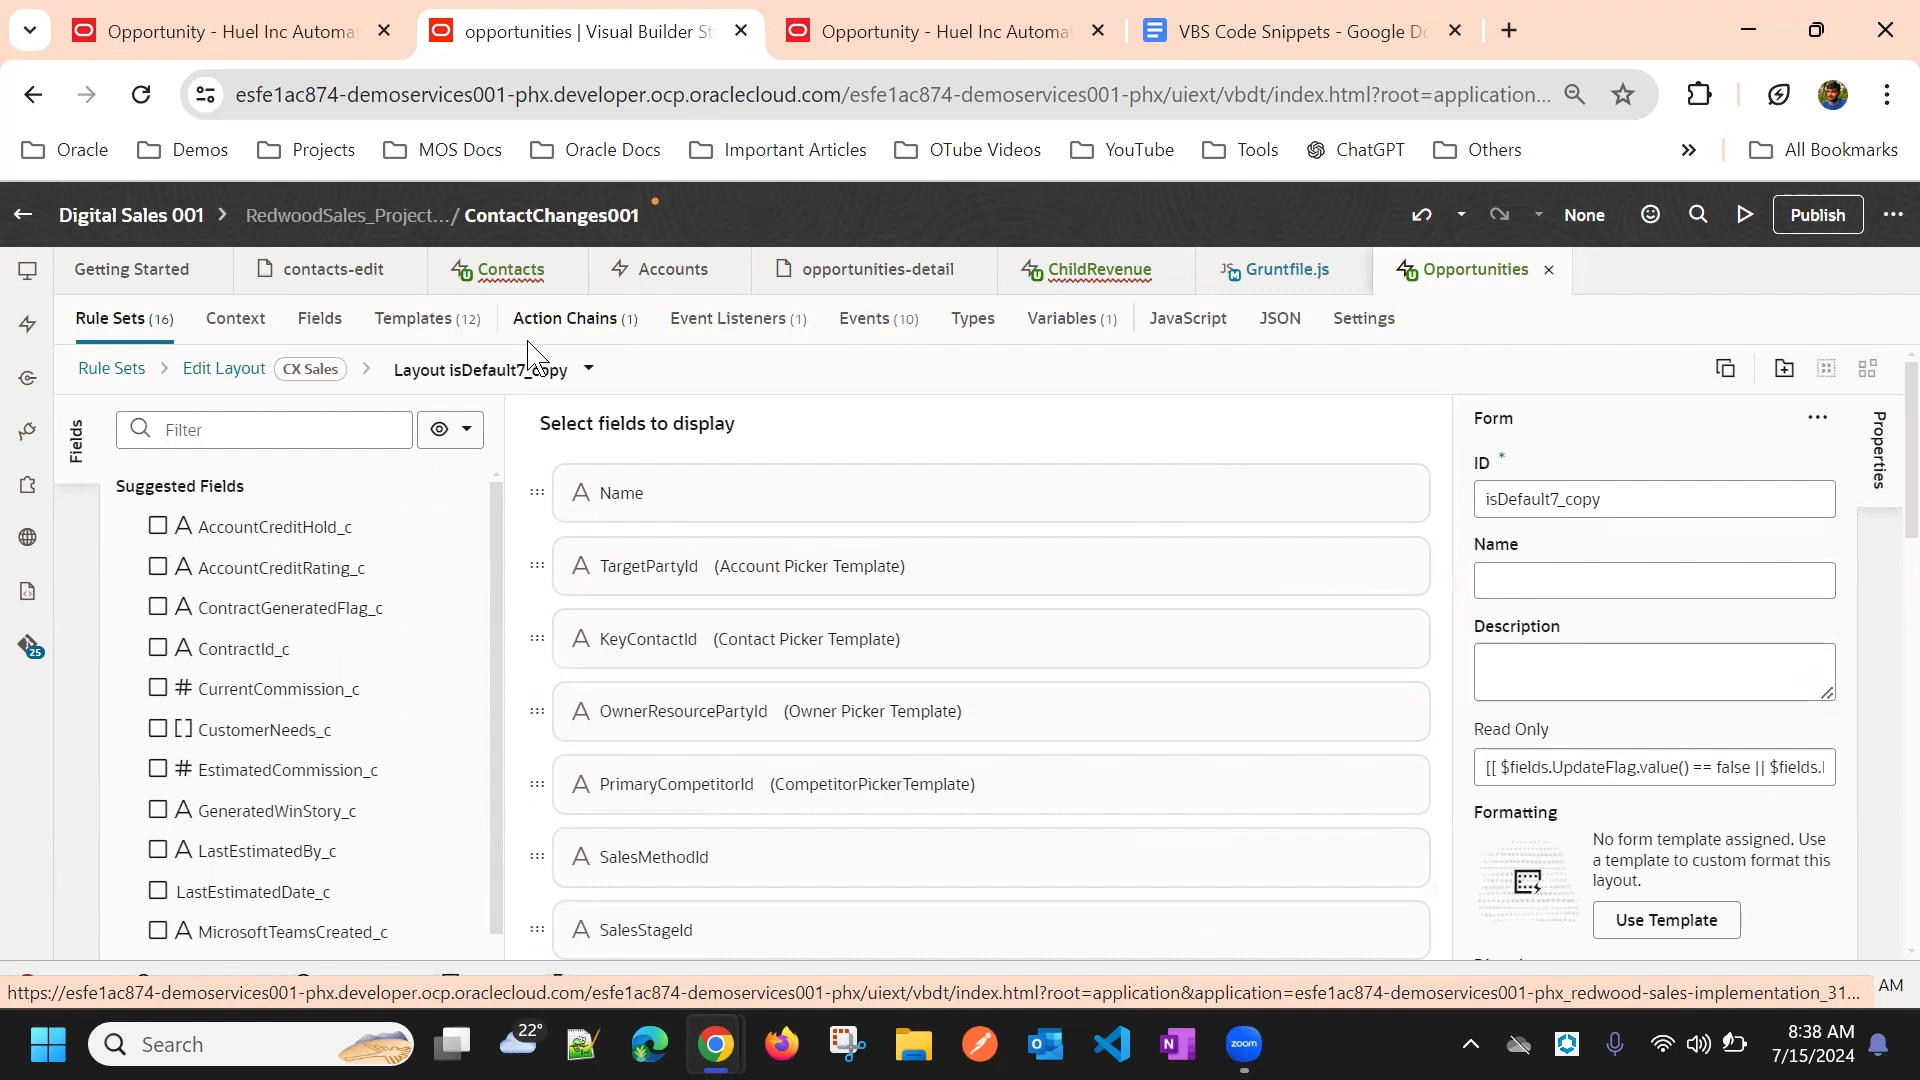 Opportunity - Huel Inc Automat
opportunities | Visual Builder St
Opportunity - Huel Inc Automat
VBS Code Snippets - Google Do
esfe1ac874-demoservices001-phx.developer.ocp.oraclecloud.com/esfe1ac874-demoservices001-phx/uiext/vbdt/index.html?root=application...
Oracle
Demos
Projects
MOS Docs
Oracle Docs
Important Articles
OTube Videos
YouTube
Tools
ChatGPT
Others
All Bookmarks
Digital Sales 001
RedwoodSales_Project... / ContactChanges001
None
Publish
Getting Started
contacts-edit
Contacts
Accounts
opportunities-detail
ChildRevenue
JS Gruntfile.js
Opportunities
Rule Sets (16)
Context
Fields
Templates (12)
Action Chains (1)
Event Listeners (1)
Events (10)
Types
Variables (1)
JavaScript
JSON
Settings
Rule Sets
Edit Layout
CX Sales
Layout isDefault7_copy
Fields
Filter
Suggested Fields
A AccountCreditHold_c
A AccountCreditRating_c
A ContractGeneratedFlag_c
A ContractId_c
# CurrentCommission_c
[] CustomerNeeds_c
# EstimatedCommission_c
A GeneratedWinStory_c
A LastEstimatedBy_c
LastEstimatedDate_c
A MicrosoftTeamsCreated_c
Select fields to display
A Name
A TargetPartyId (Account Picker Template)
A KeyContactId (Contact Picker Template)
A OwnerResourcePartyId (Owner Picker Template)
A PrimaryCompetitorId (CompetitorPickerTemplate)
A SalesMethodId
A SalesStageId
Form
ID *
isDefault7_copy
Name
Description
Read Only
[[ $fields.UpdateFlag.value() == false || $fields.
Formatting
No form template assigned. Use
a template to custom format this
layout.
Use Template
Properties
25
https://esfe1ac874-demoservices001-phx.developer.ocp.oraclecloud.com/esfe1ac874-demoservices001-phx/uiext/vbdt/index.html?root=application&application=esfe1ac874-demoservices001-phx_redwood-sales-implementation_31...
AM
Search
22°
zoom
8:38 AM
7/15/2024